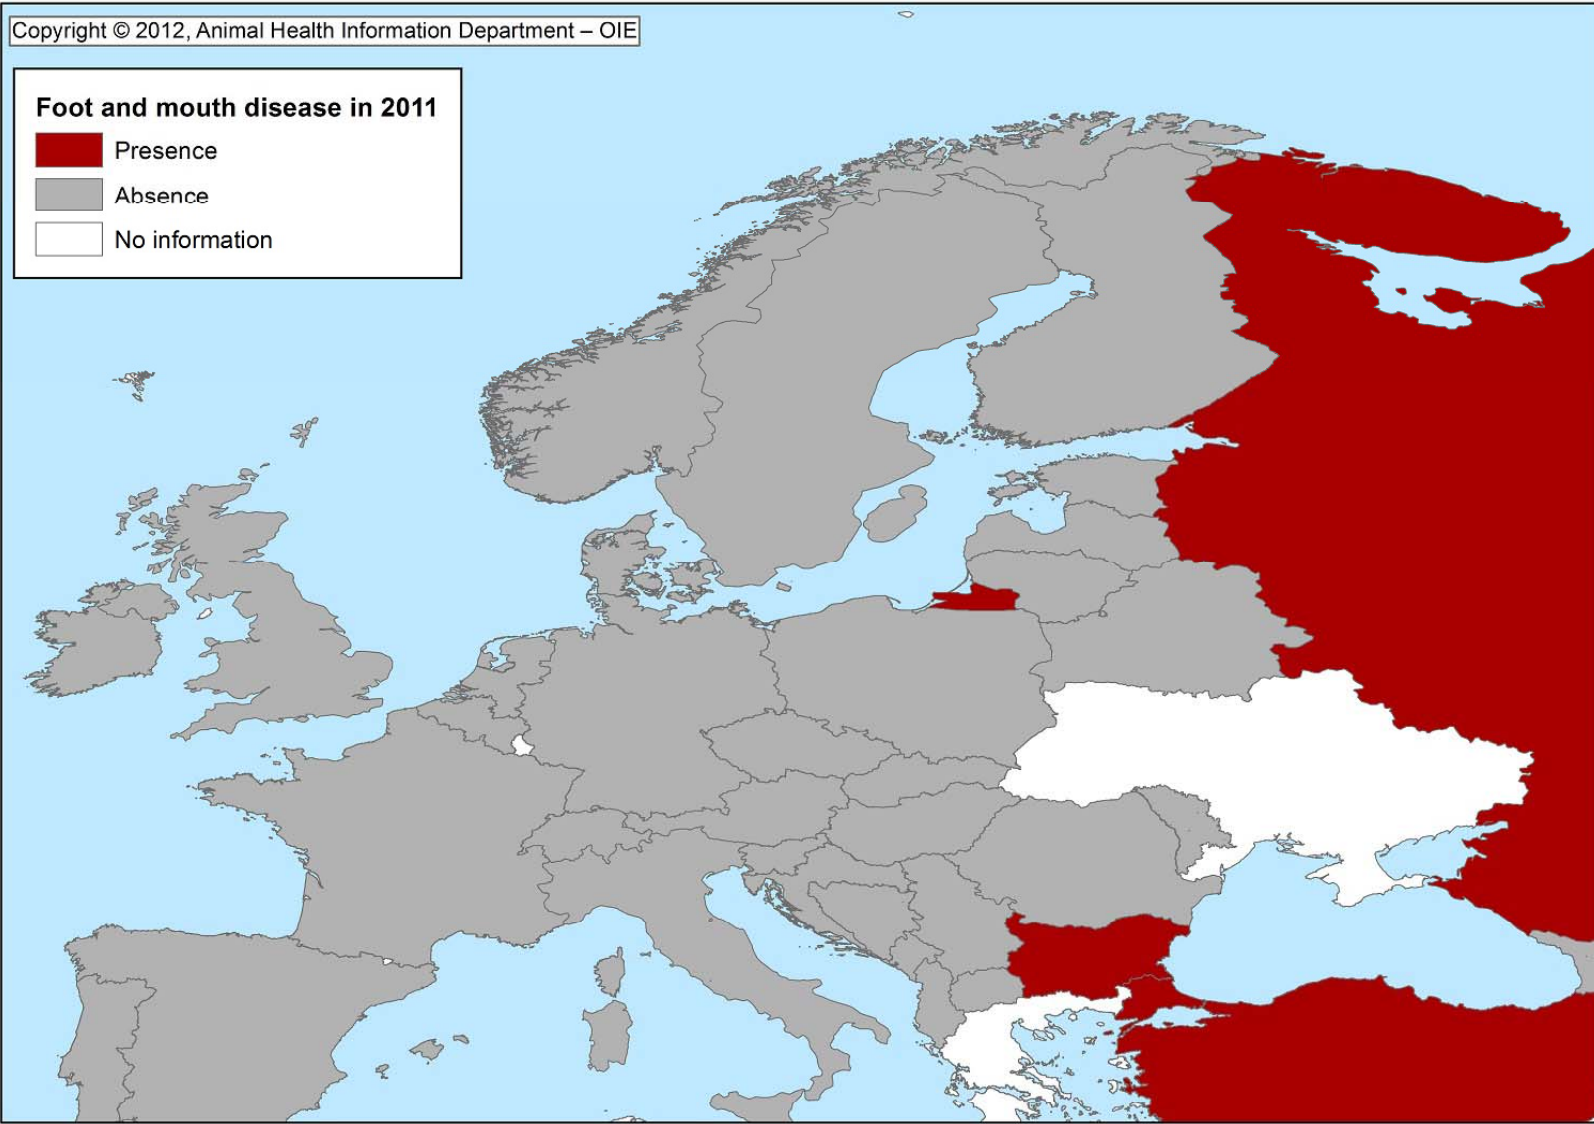 Copyright © 2012, Animal Health Information Department – OIE
Foot and mouth disease in 2011
Presence
Absence
No information